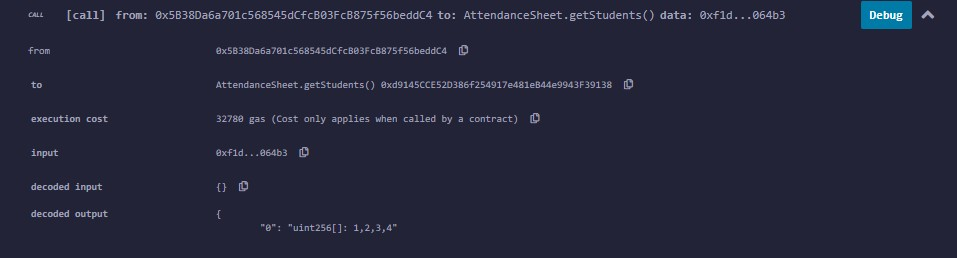 CALL [call] from: 0x5B38Da6a701c568545dCfcB03FcB875f56beddC4 to: AttendanceSheet.getStudents() data: 0xf1d...064b3 Debug
from 0x5B38Da6a701c568545dCfcB03FcB875f56beddC4
to AttendanceSheet.getStudents() 0xd9145CCE52D386f254917e481eB44e9943F39138
execution cost 32780 gas (Cost only applies when called by a contract)
input 0xf1d...064b3
decoded input {}
decoded output {
"0": "uint256[]: 1,2,3,4"